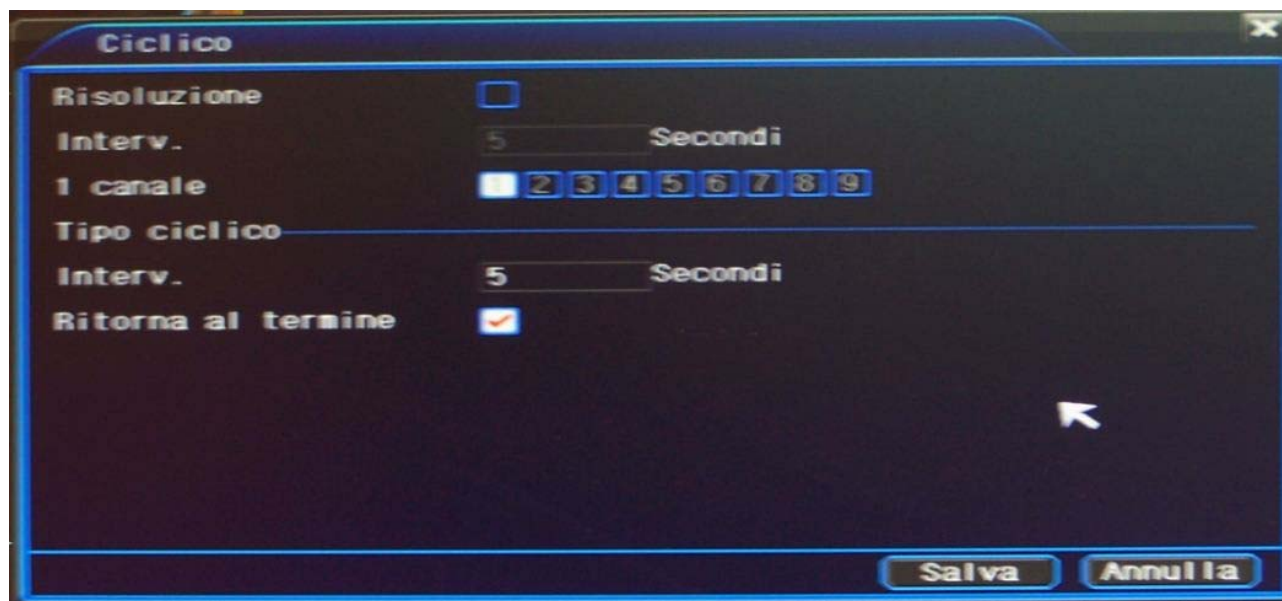 Ciclico
Risoluzione
Interv. 5 Secondi
1 canale 1 2 3 4 5 6 7 8 9
Tipo ciclico
Interv. 5 Secondi
Ritorna al termine
Salva Annulla